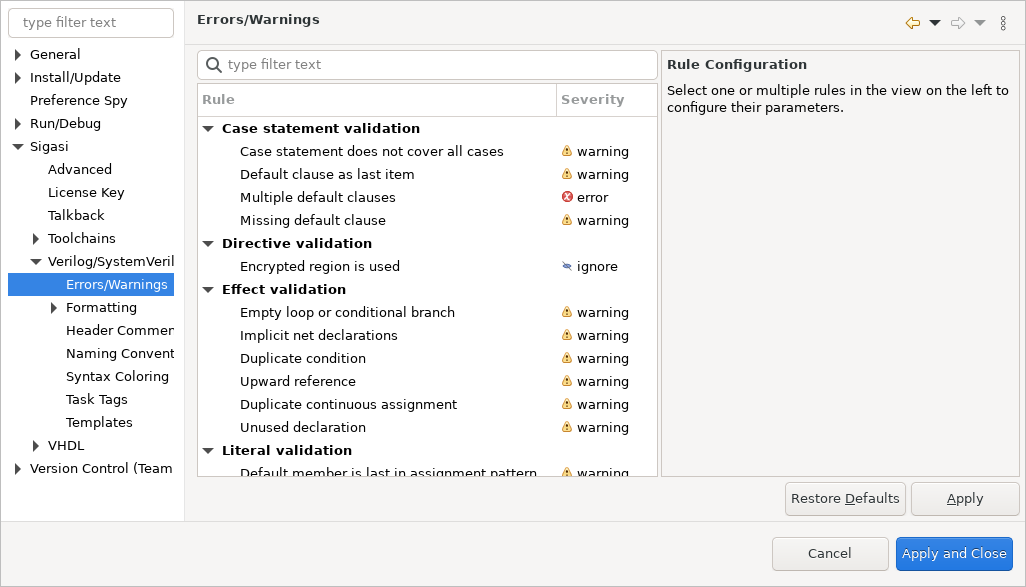 type filter text
General
Install/Update
Preference Spy
Run/Debug
Sigasi
Advanced
License Key
Talkback
Toolchains
Verilog/SystemVeril
Errors/Warnings
Formatting
Header Commer
Naming Convent
Syntax Coloring
Task Tags
Templates
VHDL
Version Control (Team
Errors/Warnings
type filter text
Rule Severity
Case statement validation
Case statement does not cover all cases warning
Default clause as last item warning
Multiple default clauses error
Missing default clause warning
Directive validation
Encrypted region is used ignore
Effect validation
Empty loop or conditional branch warning
Implicit net declarations warning
Duplicate condition warning
Upward reference warning
Duplicate continuous assignment warning
Unused declaration warning
Literal validation
Default member is last in assignment pattern warning
Rule Configuration
Select one or multiple rules in the view on the left to
configure their parameters.
Restore Defaults Apply
Cancel Apply and Close